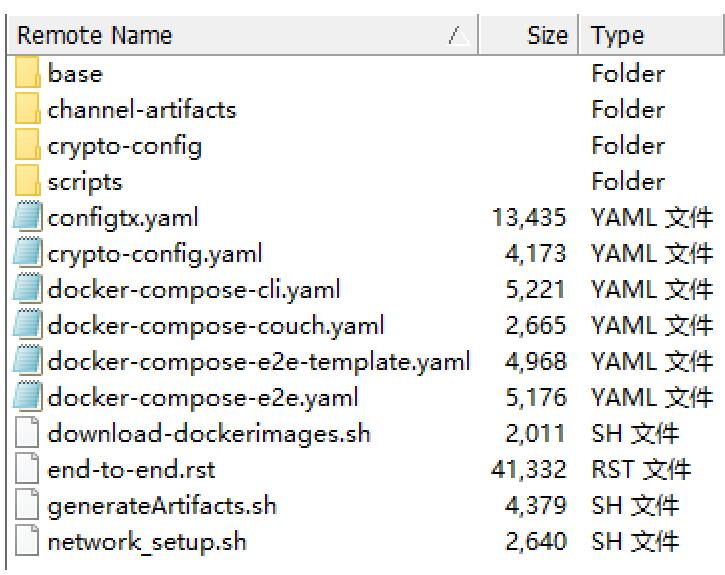 Remote Name Size Type
base Folder
channel-artifacts Folder
crypto-config Folder
scripts Folder
configtx.yaml 13,435 YAML 文件
crypto-config.yaml 4,173 YAML 文件
docker-compose-cli.yaml 5,221 YAML 文件
docker-compose-couch.yaml 2,665 YAML 文件
docker-compose-e2e-template.yaml 4,968 YAML 文件
docker-compose-e2e.yaml 5,176 YAML 文件
download-dockerimages.sh 2,011 SH 文件
end-to-end.rst 41,332 RST 文件
generateArtifacts.sh 4,379 SH 文件
network_setup.sh 2,640 SH 文件